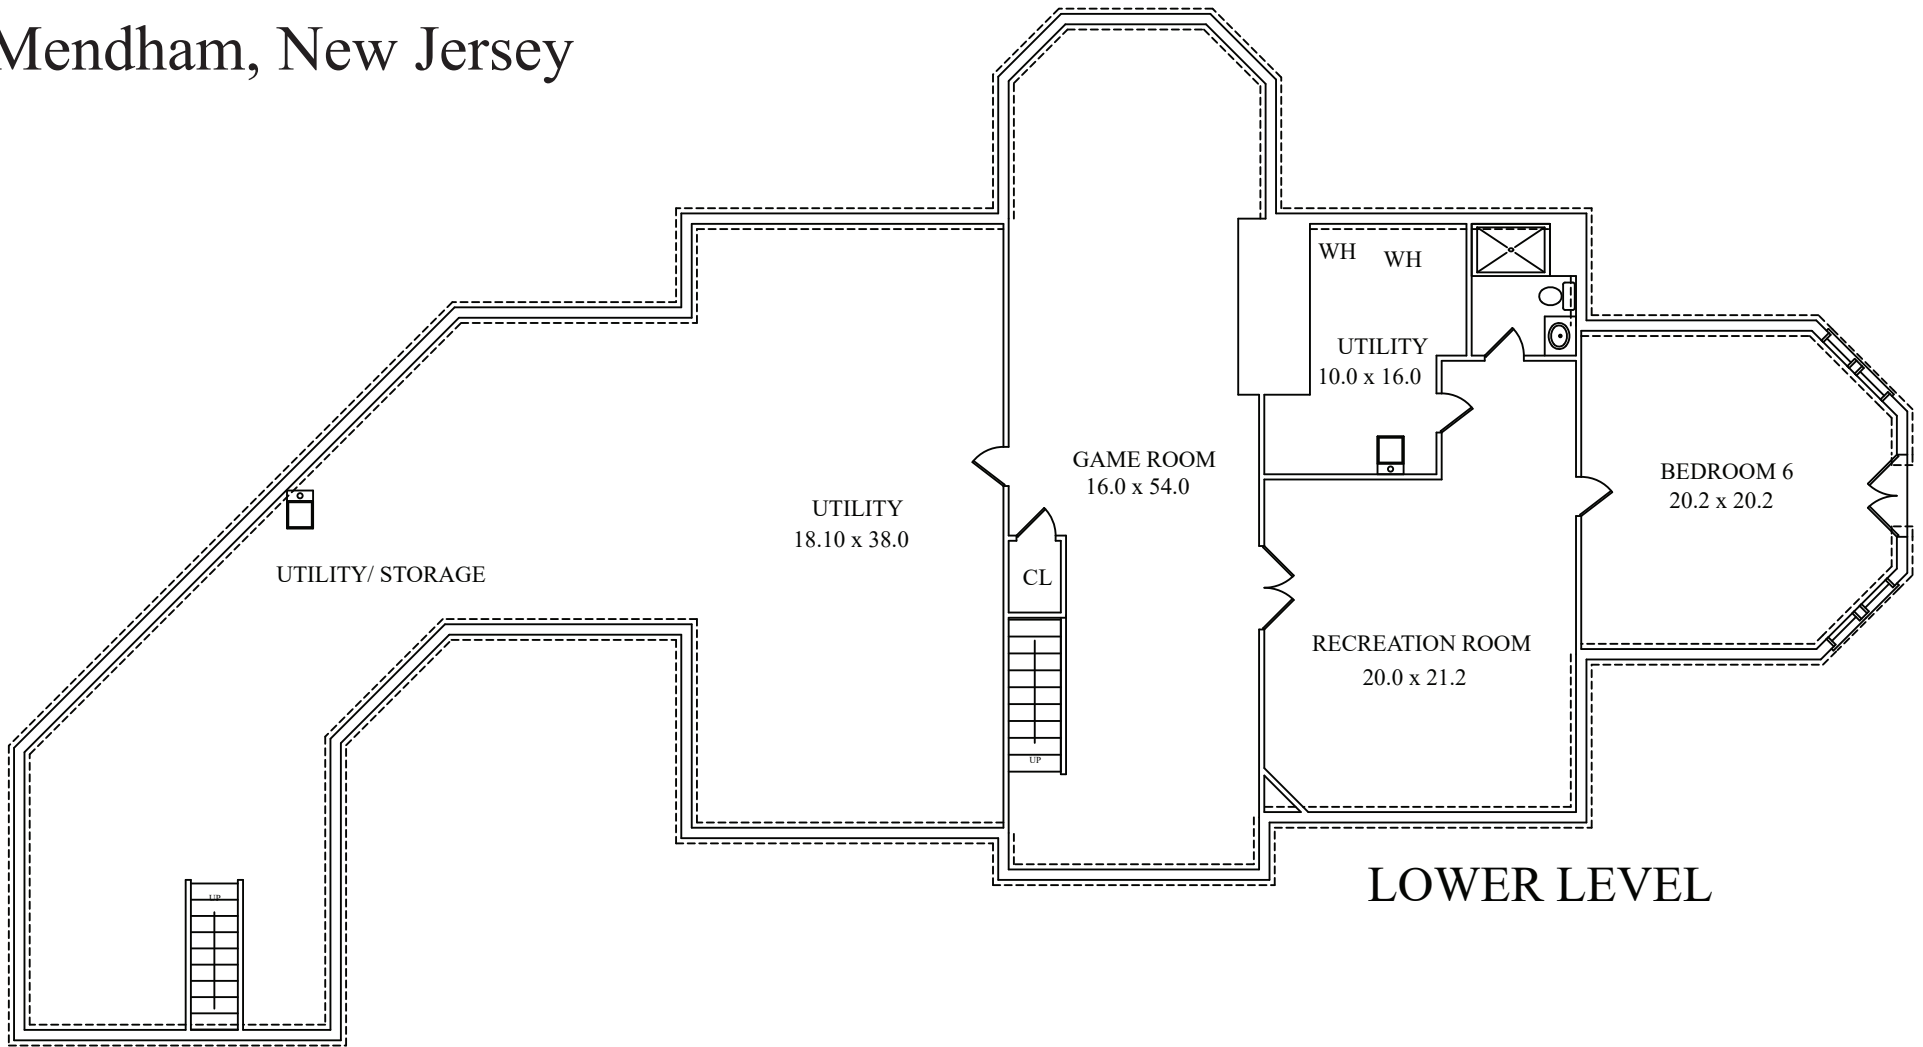 Mendham, New Jersey
WH
WH
UTILITY
10.0 x 16.0
GAME ROOM
16.0 x 54.0
BEDROOM 6
20.2 x 20.2
UTILITY
18.10 x 38.0
UTILITY/ STORAGE
CL
RECREATION ROOM
20.0 x 21.2
UP
UP
LOWER LEVEL